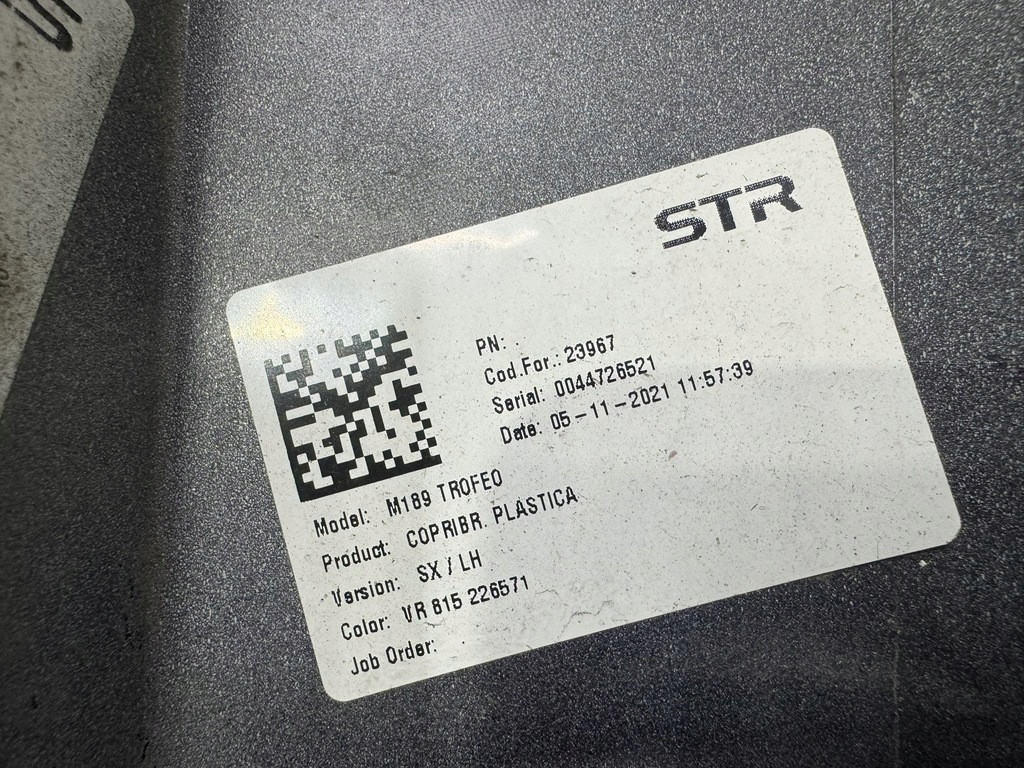 STR
PN:
Cod.For.: 23967
Serial: 0044726521
Date: 05-11-2021 11:57:39
Model: M189 TROFEO
Product: COPRIBR. PLASTICA
Version: SX / LH
Color: VR 815 226571
Job Order: